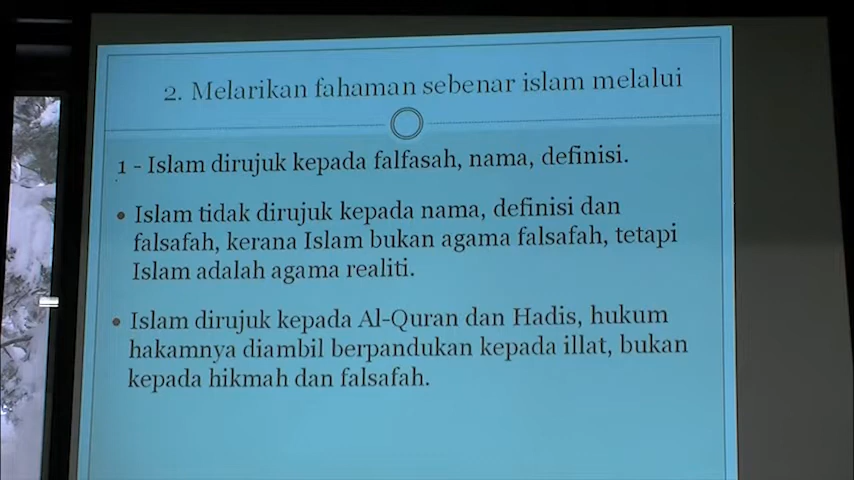 2. Melarikan fahaman sebenar islam melalui
1 - Islam dirujuk kepada falfasah, nama, definisi.
• Islam tidak dirujuk kepada nama, definisi dan
falsafah, kerana Islam bukan agama falsafah, tetapi
Islam adalah agama realiti.
• Islam dirujuk kepada Al-Quran dan Hadis, hukum
hakamnya diambil berpandukan kepada illat, bukan
kepada hikmah dan falsafah.